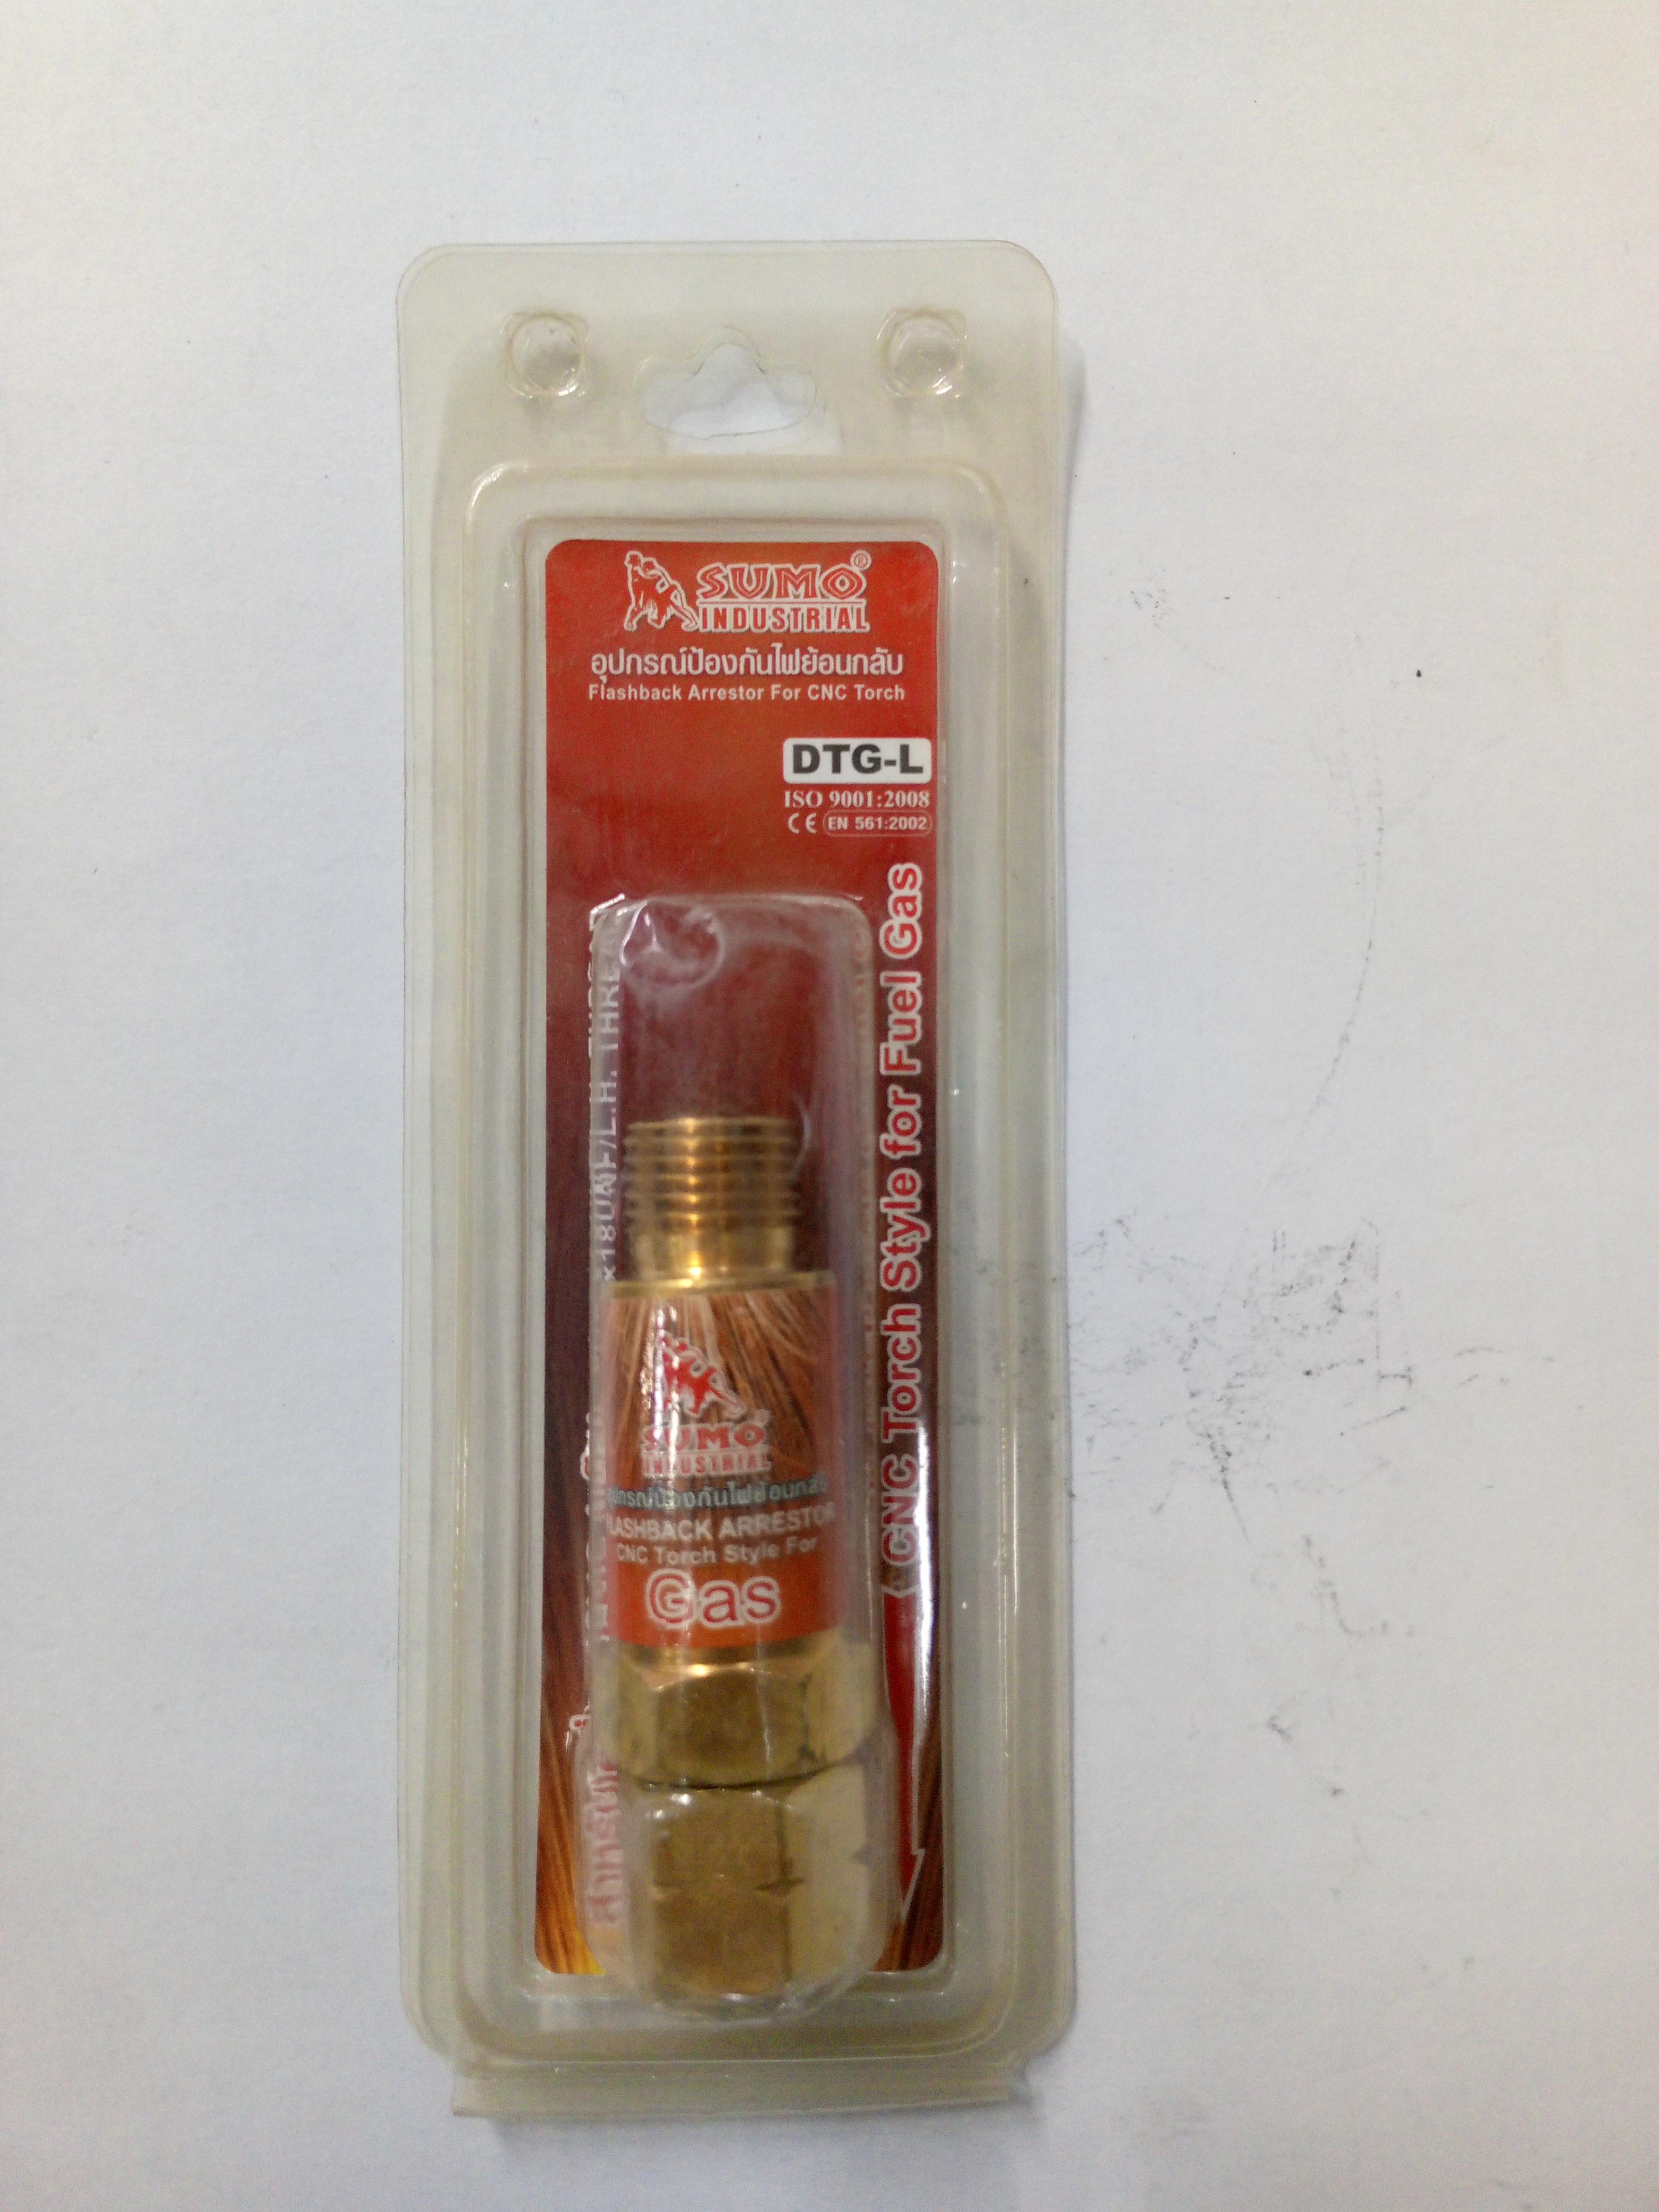 SUMO®
INDUSTRIAL
อุปกรณ์ป้องกันไฟย้อนกลับ
Flashback Arrestor For CNC Torch
DTG-L
ISO 9001:2008
CE EN 561:2002
CNC Torch Style for Fuel Gas
x18UNF/L.H. THREAD
SUMO®
INDUSTRIAL
อุปกรณ์ป้องกันไฟย้อนกลับ
FLASHBACK ARRESTOR
CNC Torch Style For
Gas